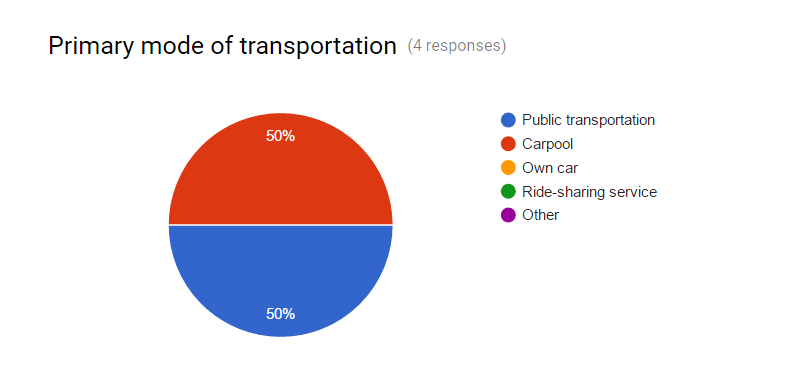 Primary mode of transportation (4 responses)
50%
50%
Public transportation
Carpool
Own car
Ride-sharing service
Other